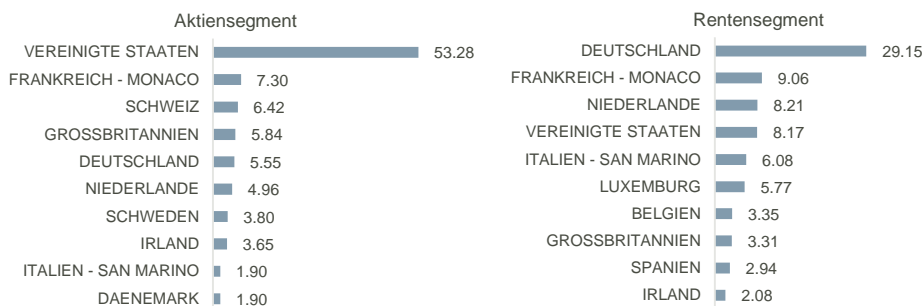 Aktiensegment
VEREINIGTE STAATEN 53.28
FRANKREICH - MONACO 7.30
SCHWEIZ 6.42
GROSSBRITANNIEN 5.84
DEUTSCHLAND 5.55
NIEDERLANDE 4.96
SCHWEDEN 3.80
IRLAND 3.65
ITALIEN - SAN MARINO 1.90
DAENEMARK 1.90
Rentensegment
DEUTSCHLAND 29.15
FRANKREICH - MONACO 9.06
NIEDERLANDE 8.21
VEREINIGTE STAATEN 8.17
ITALIEN - SAN MARINO 6.08
LUXEMBURG 5.77
BELGIEN 3.35
GROSSBRITANNIEN 3.31
SPANIEN 2.94
IRLAND 2.08